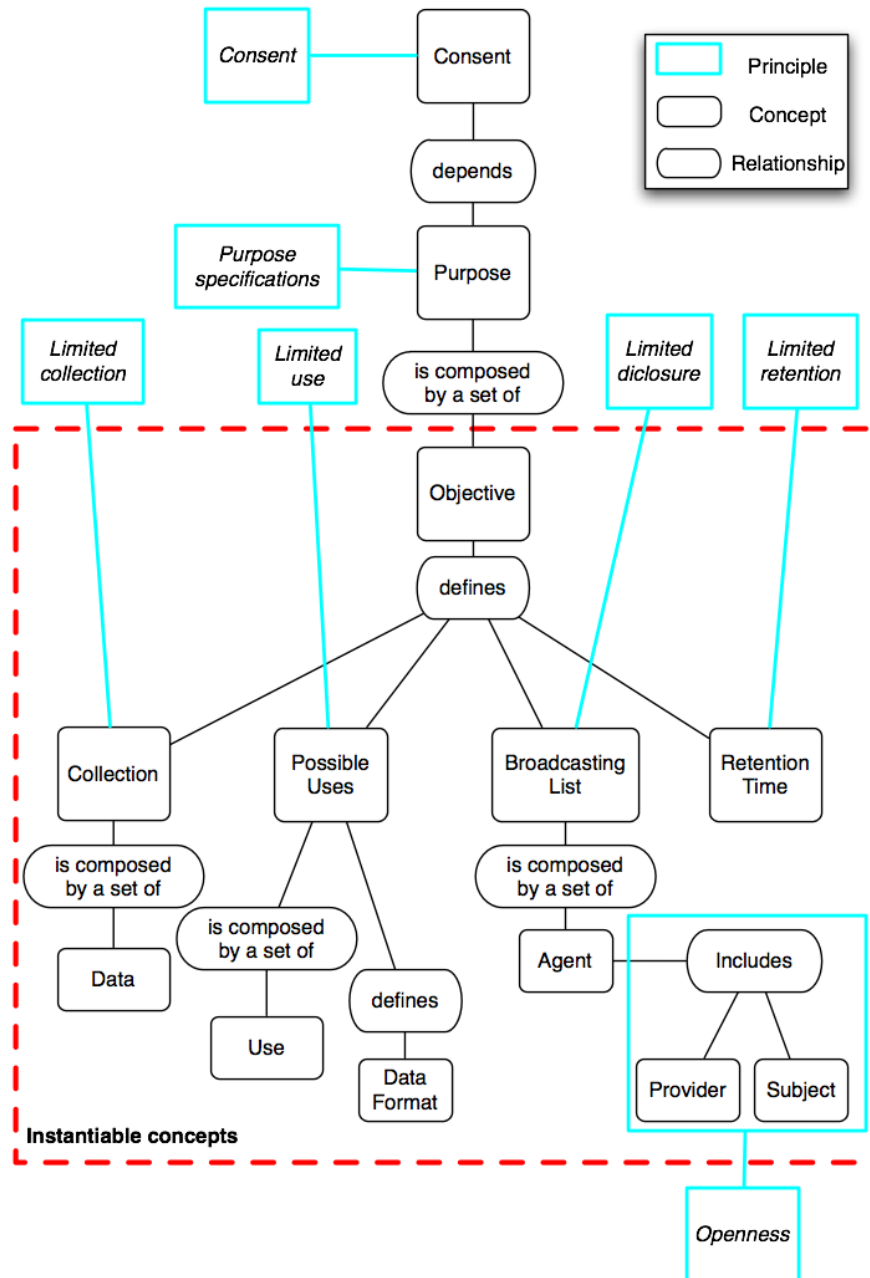 Consent
Consent
Principle
Concept
Relationship
depends
Purpose
specifications
Purpose
Limited
collection
Limited
use
is composed
by a set of
Limited
diclosure
Limited
retention
Objective
defines
Collection
Possible
Uses
Broadcasting
List
Retention
Time
is composed
by a set of
is composed
by a set of
is composed
by a set of
Agent
Includes
Data
defines
Use
Data
Format
Provider
Subject
Instantiable concepts
Openness